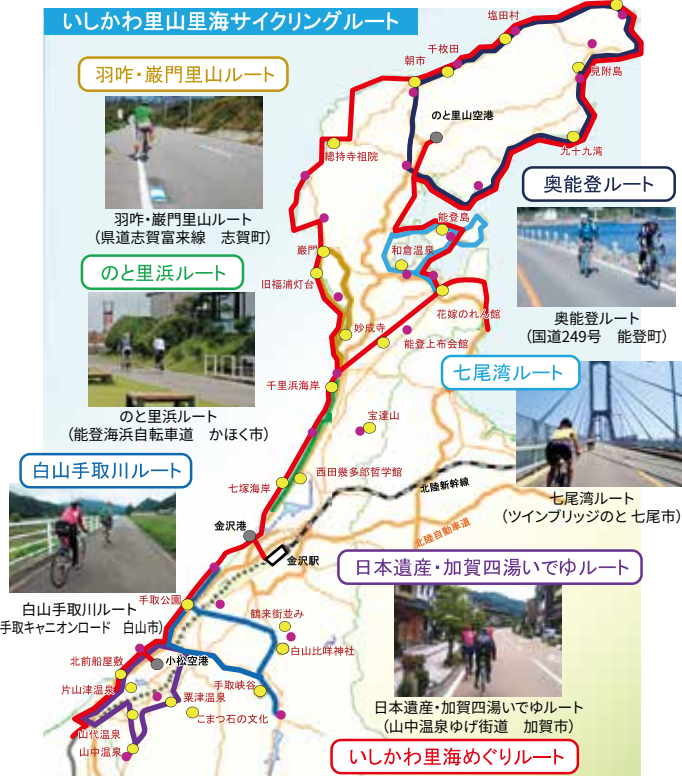 いしかわ里山里海サイクリングルート
塩田村
千枚田
朝市
見附島
羽咋・巌門里山ルート
のと里山空港
總持寺祖院
九十九湾
奥能登ルート
羽咋・巌門里山ルート
（県道志賀富来線　志賀町）
能登島
巌門
和倉温泉
のと里浜ルート
旧福浦灯台
花嫁のれん館
奥能登ルート
（国道249号　能登町）
妙成寺
能登上布会館
七尾湾ルート
千里浜海岸
のと里浜ルート
（能登海浜自転車道　かほく市）
宝達山
白山手取川ルート
西田幾多郎哲学館
七塚海岸
北陸新幹線
七尾湾ルート
（ツインブリッジのと 七尾市）
金沢港
北陸自動車道
金沢駅
日本遺産・加賀四湯いでゆルート
白山手取川ルート
手取キャニオンロード　白山市）
手取公園
鶴来街並み
白山比咩神社
北前船屋敷
小松空港
片山津温泉
手取峡谷
粟津温泉
こまつ石の文化
日本遺産・加賀四湯いでゆルート
（山中温泉ゆげ街道　加賀市）
山代温泉
山中温泉
いしかわ里海めぐりルート